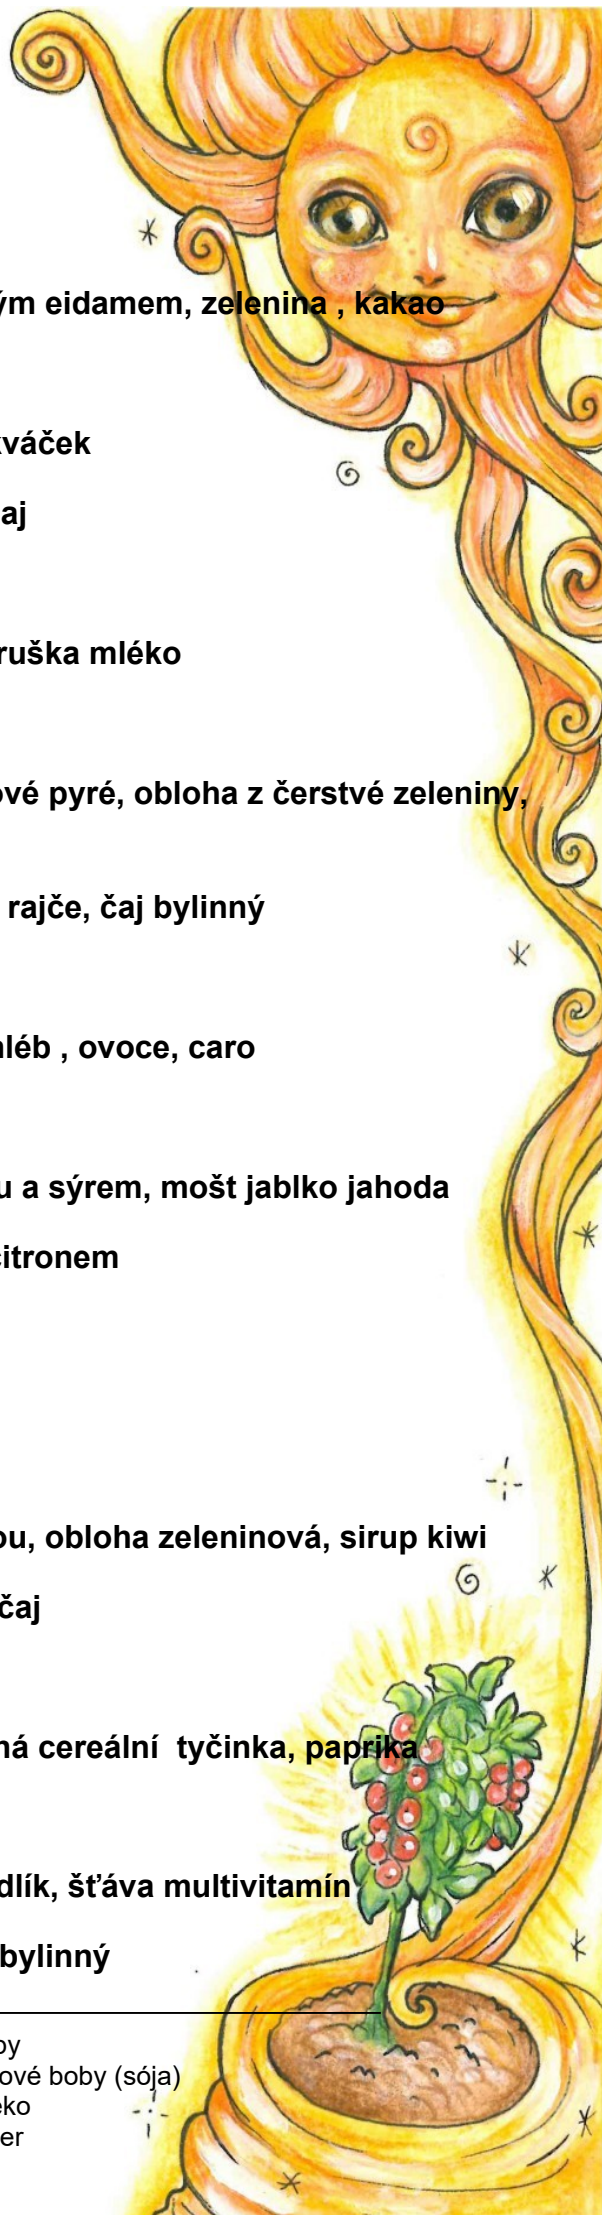 ým eidamem, zelenina , kakao
kváček
aj
ruška mléko
ové pyré, obloha z čerstvé zeleniny,
rajče, čaj bylinný
léb , ovoce, caro
u a sýrem, mošt jablko jahoda
citronem
ou, obloha zeleninová, sirup kiwi
čaj
ná cereální  tyčinka, paprika
dlík, šťáva multivitamín
bylinný
by
ové boby (sója)
éko
er